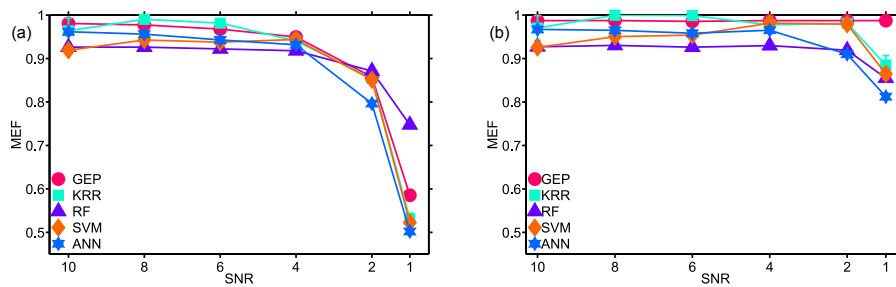 (a)
MEF
1
0.9
0.8
0.7
0.6
0.5
GEP
KRR
RF
SVM
ANN
10 8 6 4 2 1
SNR
(b)
MEF
1
0.9
0.8
0.7
0.6
0.5
GEP
KRR
RF
SVM
ANN
10 8 6 4 2 1
SNR